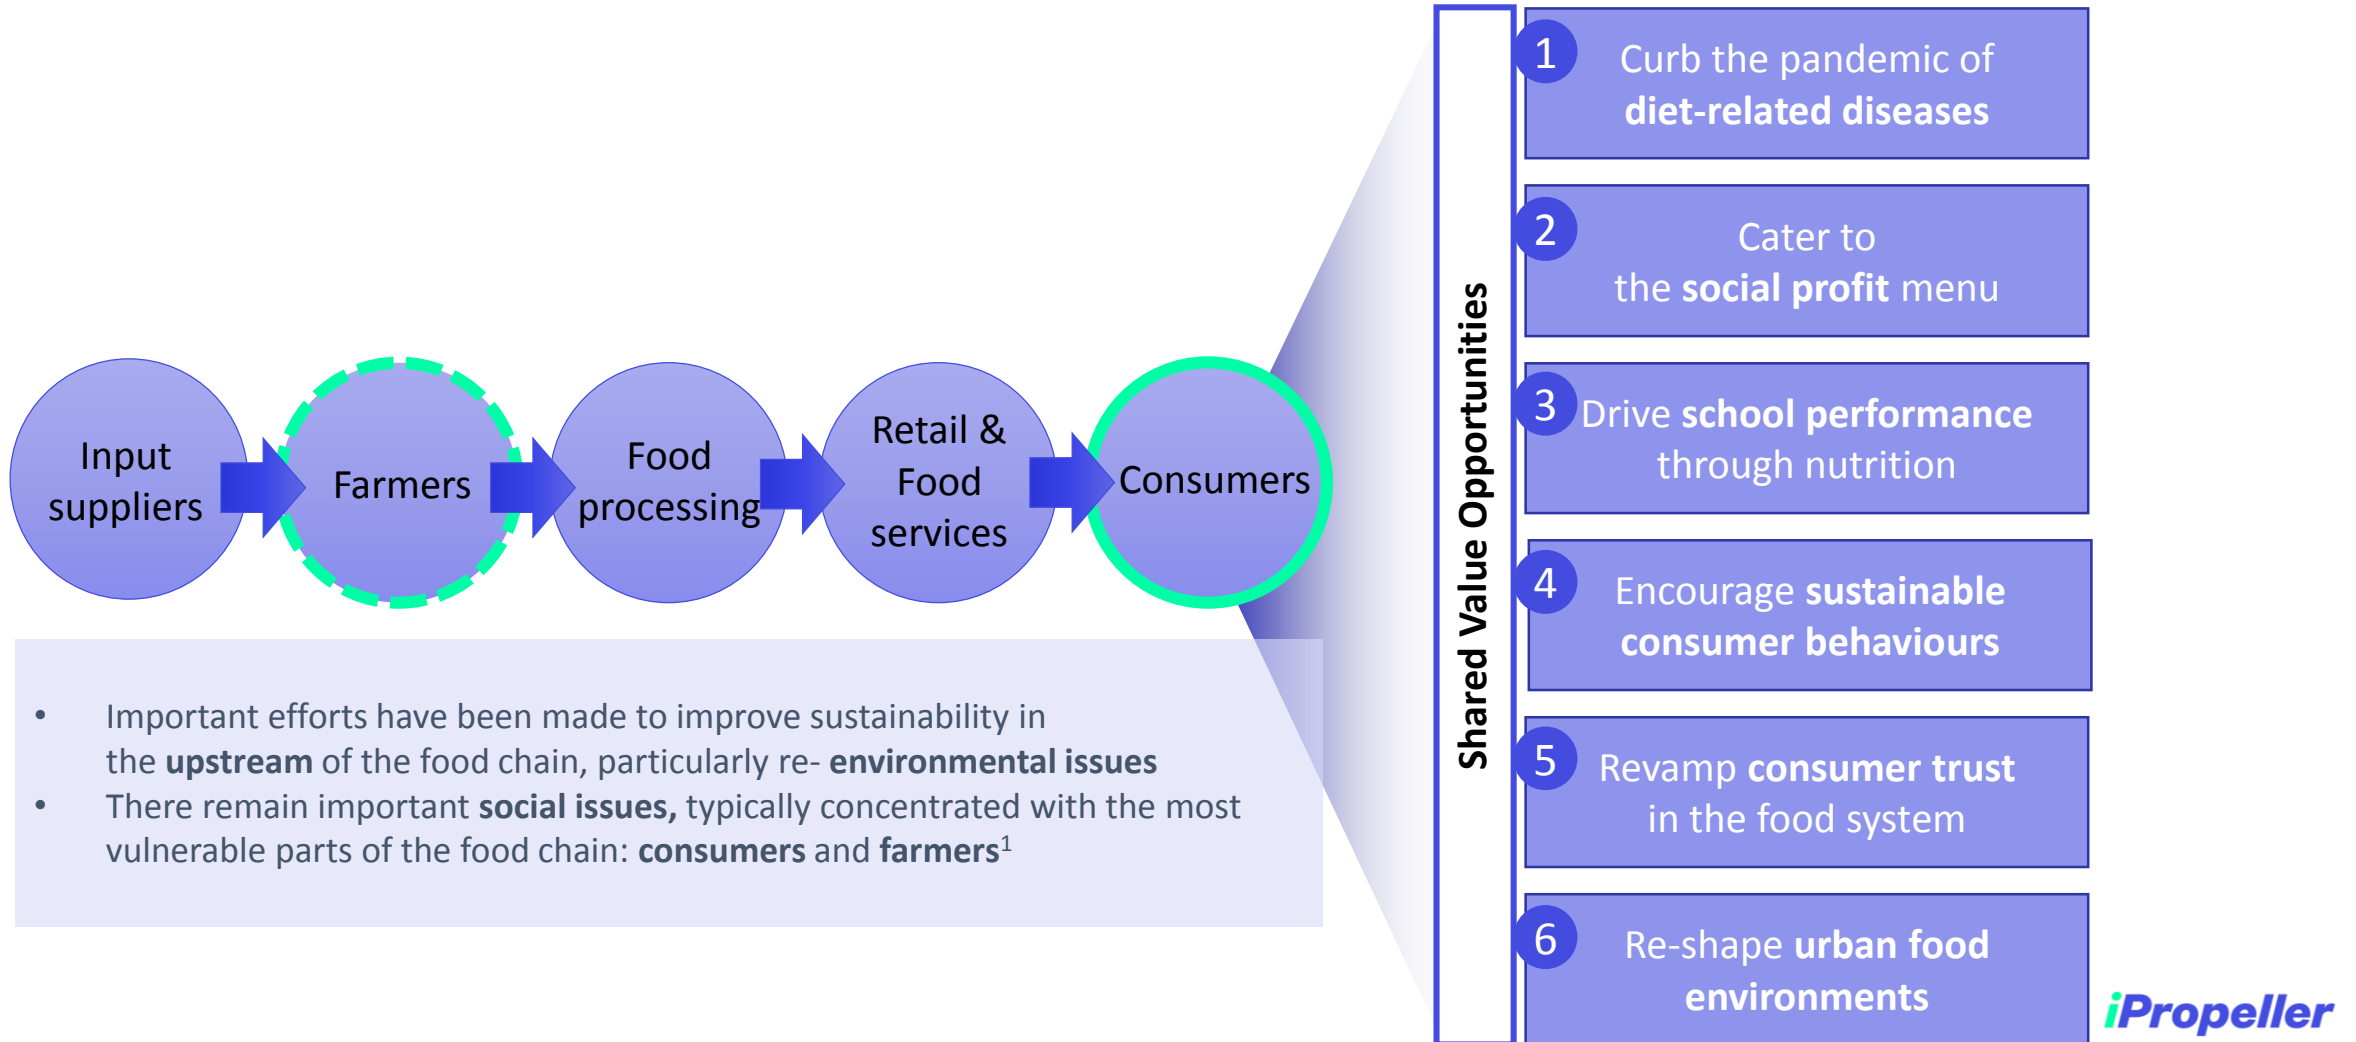 Input
suppliers
Farmers
Food
processing
Retail &
Food
services
Consumers
• Important efforts have been made to improve sustainability in
the upstream of the food chain, particularly re- environmental issues
• There remain important social issues, typically concentrated with the most
vulnerable parts of the food chain: consumers and farmers¹
Shared Value Opportunities
1
Curb the pandemic of
diet-related diseases
2
Cater to
the social profit menu
3
Drive school performance
through nutrition
4
Encourage sustainable
consumer behaviours
5
Revamp consumer trust
in the food system
6
Re-shape urban food
environments
iPropeller